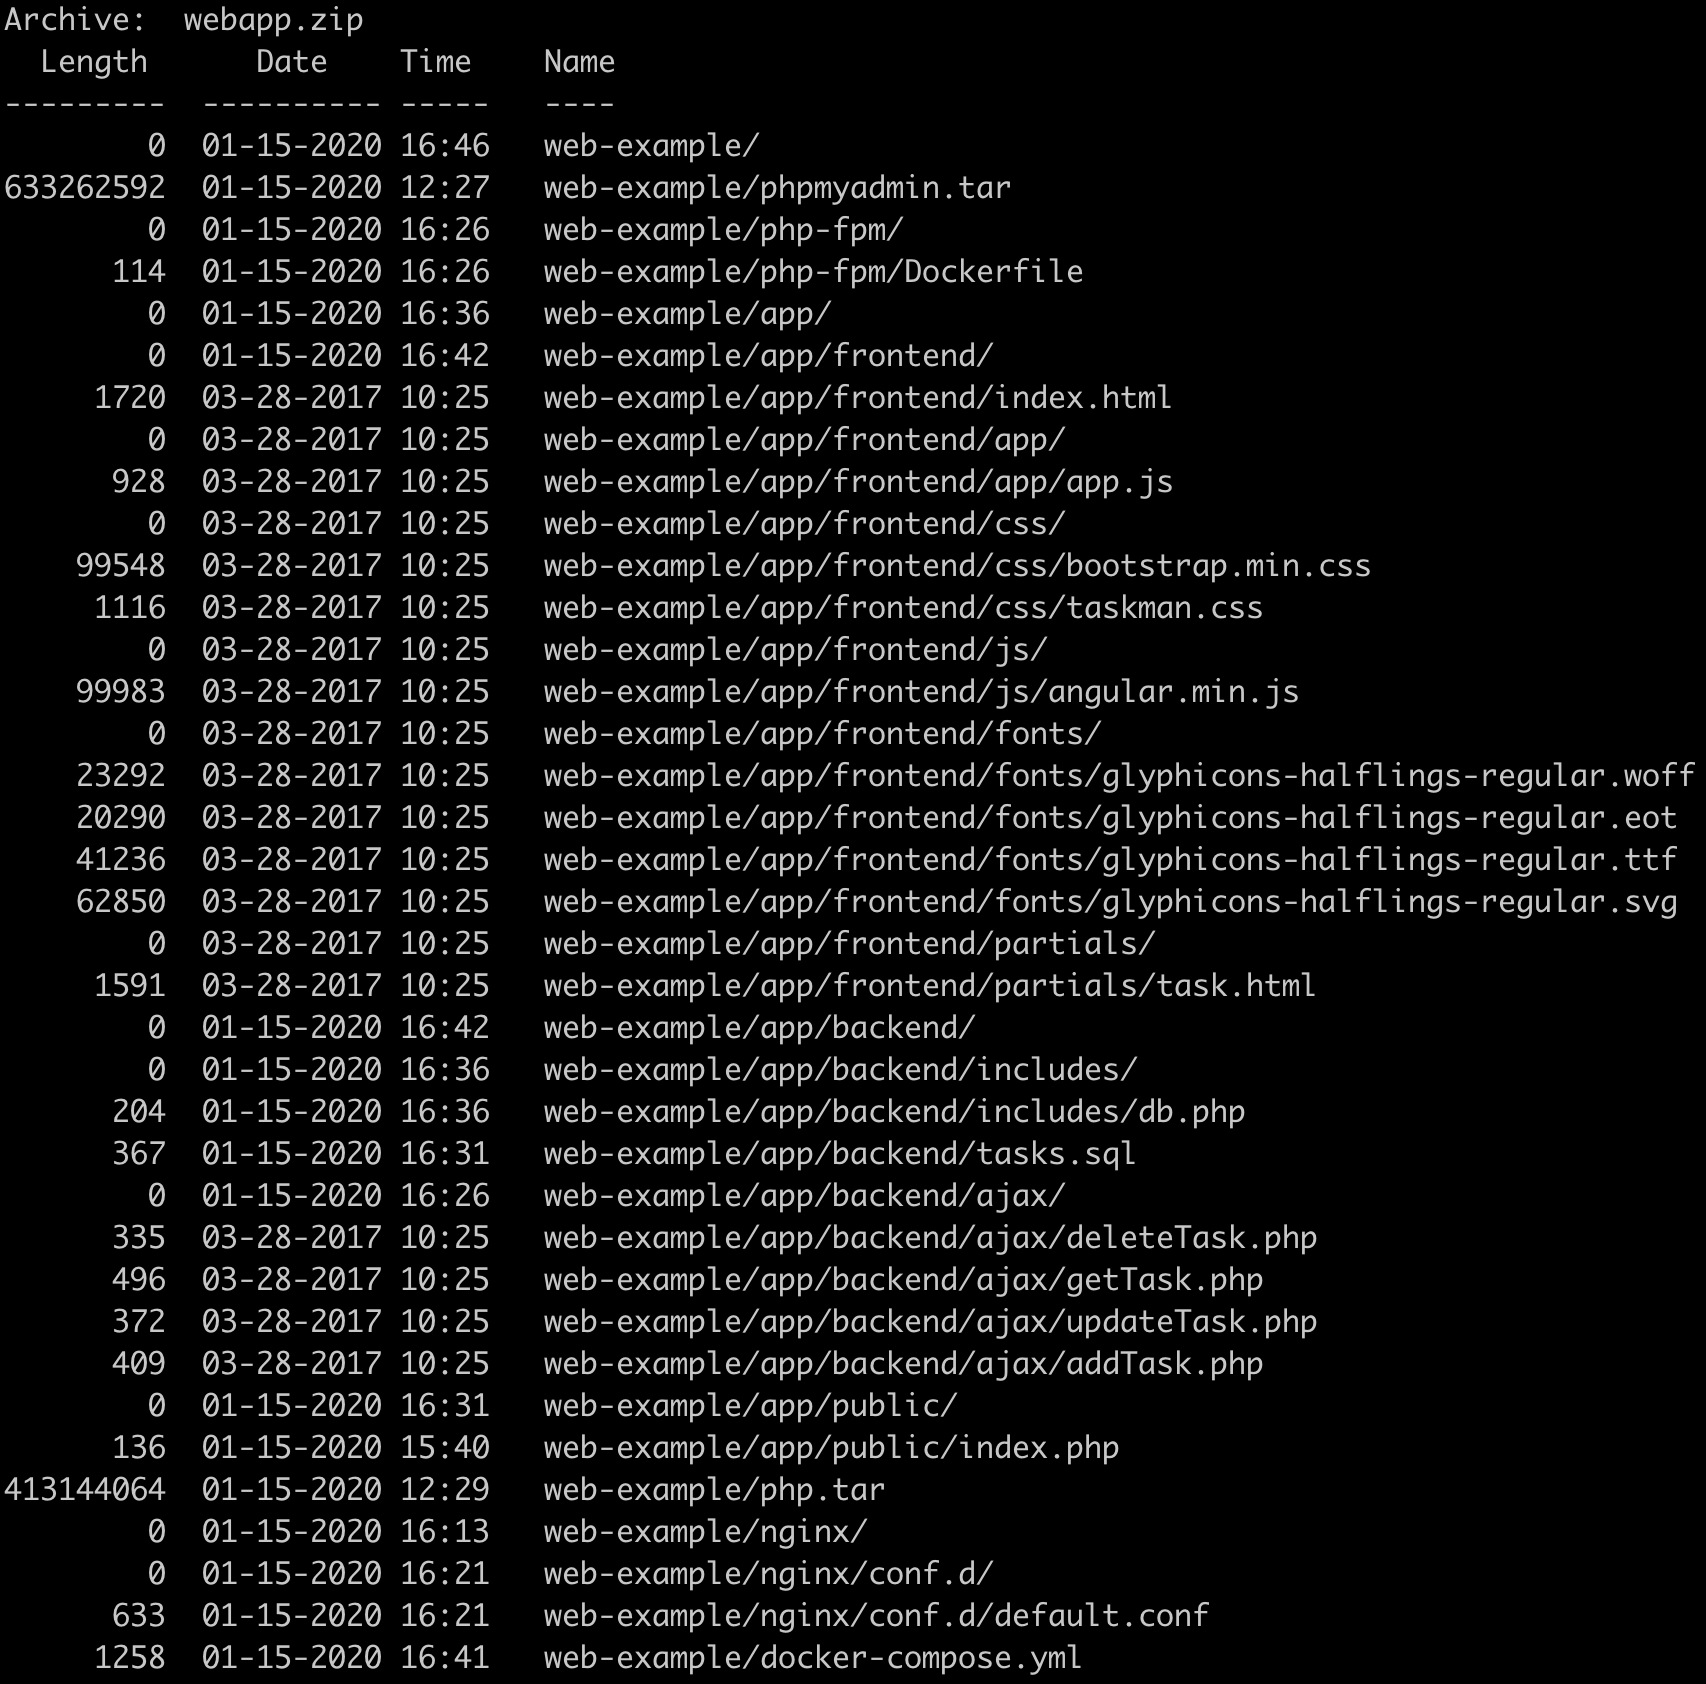 Archive:  webapp.zip
  Length      Date    Time    Name
---------  ---------- -----   ----
        0  01-15-2020 16:46   web-example/
633262592  01-15-2020 12:27   web-example/phpmyadmin.tar
        0  01-15-2020 16:26   web-example/php-fpm/
      114  01-15-2020 16:26   web-example/php-fpm/Dockerfile
        0  01-15-2020 16:36   web-example/app/
        0  01-15-2020 16:42   web-example/app/frontend/
     1720  03-28-2017 10:25   web-example/app/frontend/index.html
        0  03-28-2017 10:25   web-example/app/frontend/app/
      928  03-28-2017 10:25   web-example/app/frontend/app/app.js
        0  03-28-2017 10:25   web-example/app/frontend/css/
    99548  03-28-2017 10:25   web-example/app/frontend/css/bootstrap.min.css
     1116  03-28-2017 10:25   web-example/app/frontend/css/taskman.css
        0  03-28-2017 10:25   web-example/app/frontend/js/
    99983  03-28-2017 10:25   web-example/app/frontend/js/angular.min.js
        0  03-28-2017 10:25   web-example/app/frontend/fonts/
    23292  03-28-2017 10:25   web-example/app/frontend/fonts/glyphicons-halflings-regular.woff
    20290  03-28-2017 10:25   web-example/app/frontend/fonts/glyphicons-halflings-regular.eot
    41236  03-28-2017 10:25   web-example/app/frontend/fonts/glyphicons-halflings-regular.ttf
    62850  03-28-2017 10:25   web-example/app/frontend/fonts/glyphicons-halflings-regular.svg
        0  03-28-2017 10:25   web-example/app/frontend/partials/
     1591  03-28-2017 10:25   web-example/app/frontend/partials/task.html
        0  01-15-2020 16:42   web-example/app/backend/
        0  01-15-2020 16:36   web-example/app/backend/includes/
      204  01-15-2020 16:36   web-example/app/backend/includes/db.php
      367  01-15-2020 16:31   web-example/app/backend/tasks.sql
        0  01-15-2020 16:26   web-example/app/backend/ajax/
      335  03-28-2017 10:25   web-example/app/backend/ajax/deleteTask.php
      496  03-28-2017 10:25   web-example/app/backend/ajax/getTask.php
      372  03-28-2017 10:25   web-example/app/backend/ajax/updateTask.php
      409  03-28-2017 10:25   web-example/app/backend/ajax/addTask.php
        0  01-15-2020 16:31   web-example/app/public/
      136  01-15-2020 15:40   web-example/app/public/index.php
413144064  01-15-2020 12:29   web-example/php.tar
        0  01-15-2020 16:13   web-example/nginx/
        0  01-15-2020 16:21   web-example/nginx/conf.d/
      633  01-15-2020 16:21   web-example/nginx/conf.d/default.conf
     1258  01-15-2020 16:41   web-example/docker-compose.yml